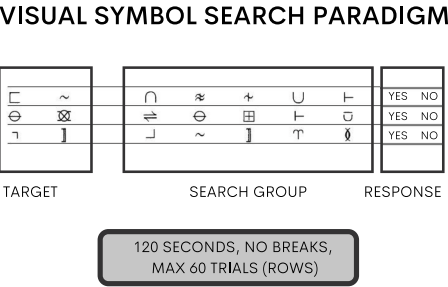 VISUAL SYMBOL SEARCH PARADIGM
YES NO
YES NO
YES NO
TARGET SEARCH GROUP RESPONSE
120 SECONDS, NO BREAKS,
MAX 60 TRIALS (ROWS)